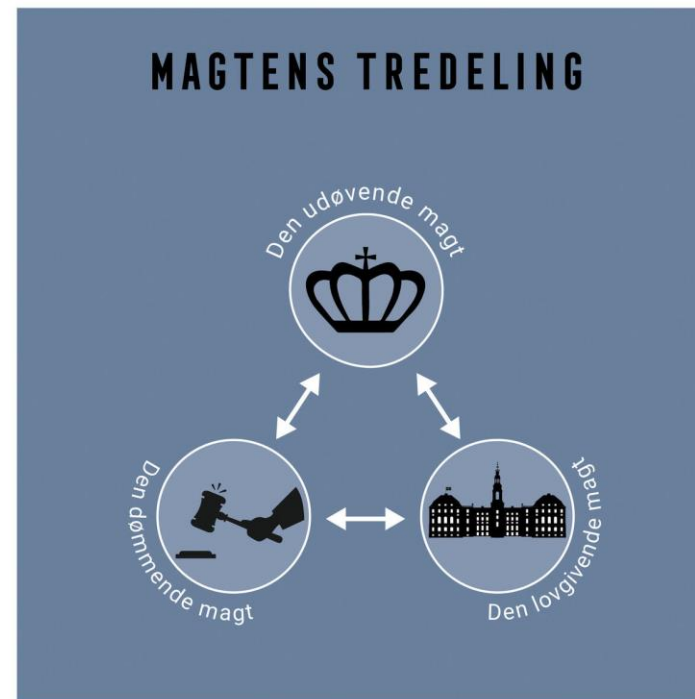 MAGTENS TREDELING
Den udøvende magt
Den dømmende magt
Den lovgivende magt